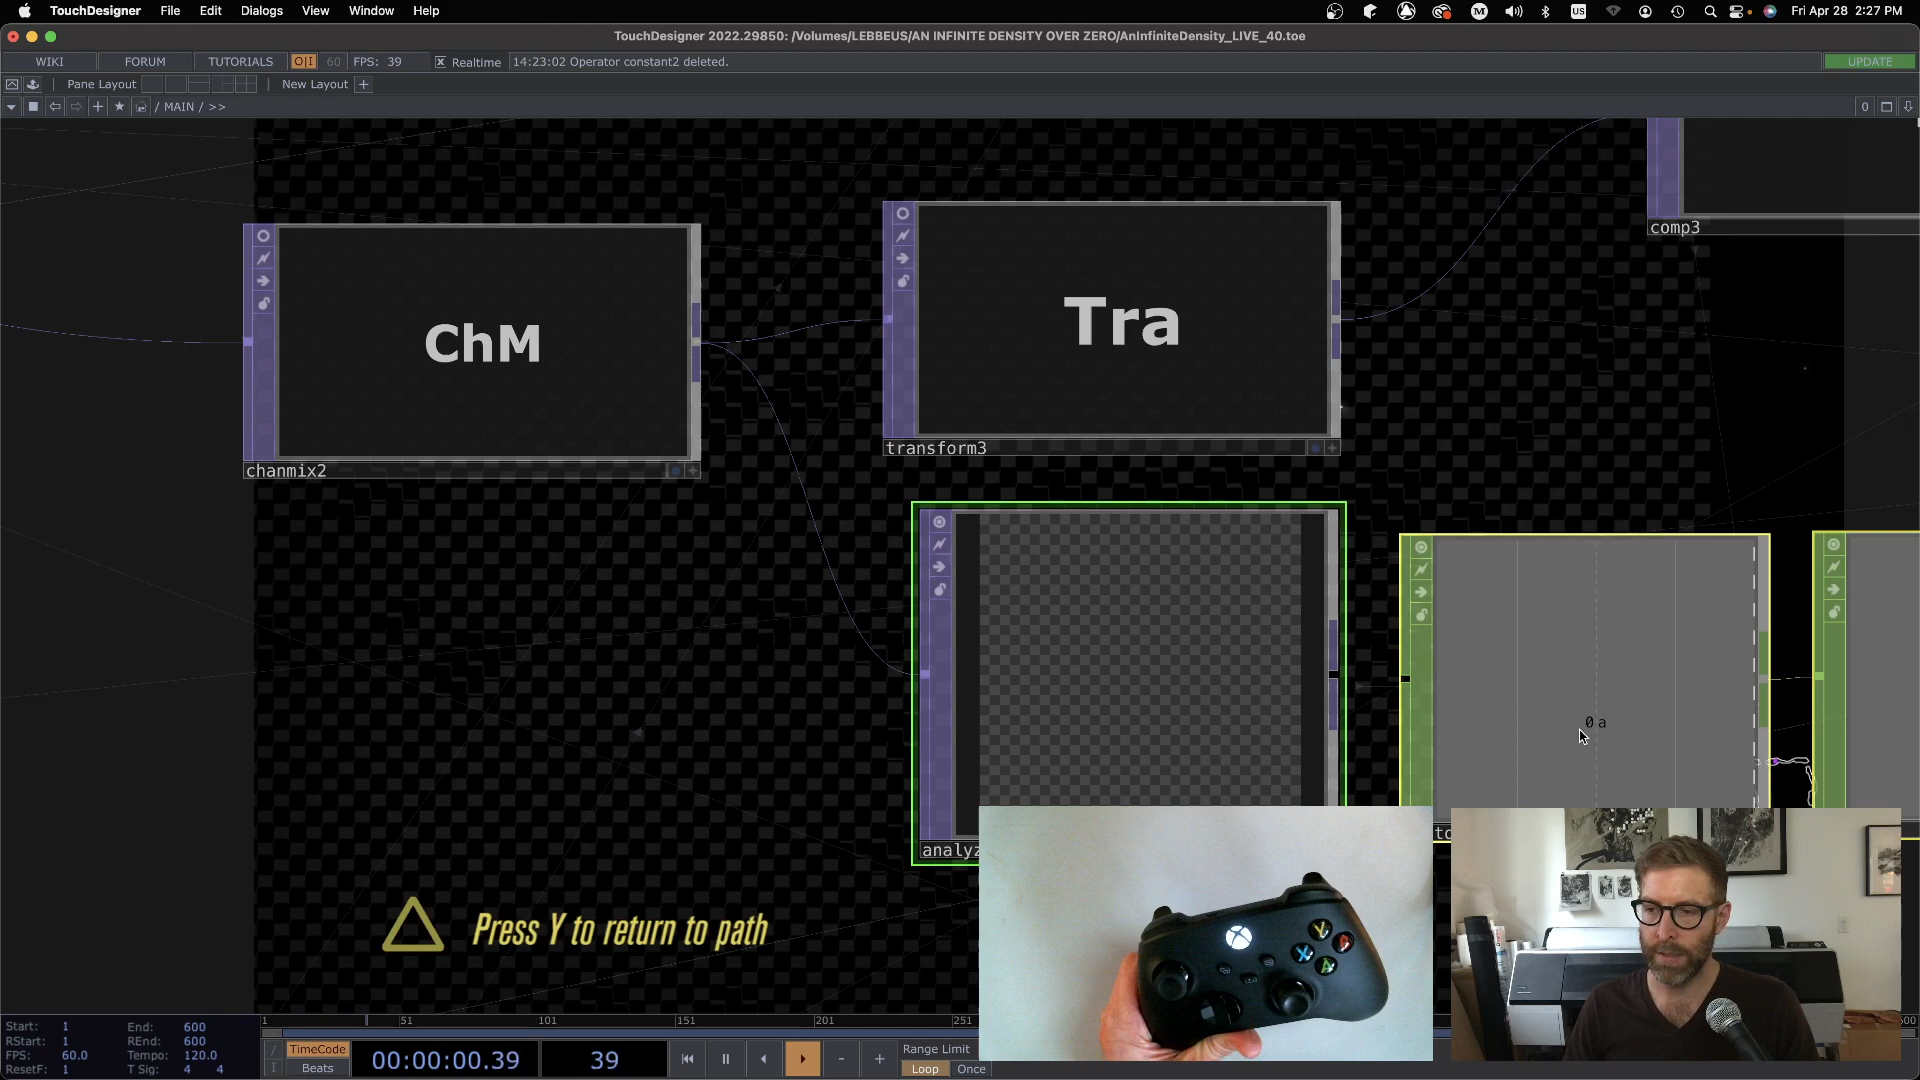 TouchDesigner File Edit Dialogs View Window Help US Fri Apr 28 2:27 PM
TouchDesigner 2022.29850: /Volumes/LEBBEUS/AN INFINITE DENSITY OVER ZERO/AnInfiniteDensity_LIVE_40.toe
WIKI FORUM TUTORIALS O|I 60 FPS: 39 X Realtime 14:23:02 Operator constant2 deleted. UPDATE
Pane Layout New Layout +
/ MAIN / >> 0
comp3
ChM
Tra
transform3
chanmix2
0 a
analyz
Press Y to return to path
Y
X
A
1 51 101 151 201 251
Start: 1 End: 600
RStart: 1 REnd: 600
FPS: 60.0 Tempo: 120.0
ResetF: 1 T Sig: 4 4
TimeCode
Beats
00:00:00.39 39
- +
Range Limit
Loop Once